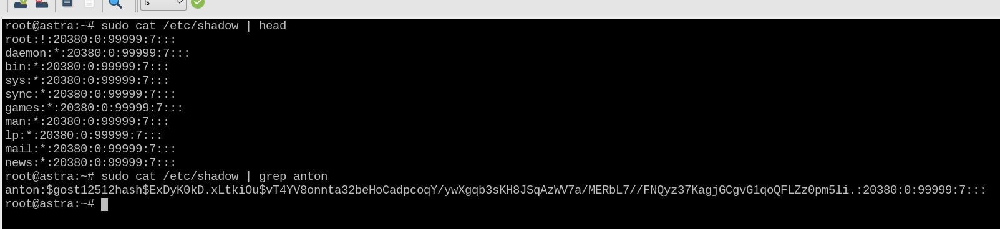 ls
root@astra:~# sudo cat /etc/shadow | head
root:!:20380:0:99999:7:::
daemon:*:20380:0:99999:7:::
bin:*:20380:0:99999:7:::
sys:*:20380:0:99999:7:::
sync:*:20380:0:99999:7:::
games:*:20380:0:99999:7:::
man:*:20380:0:99999:7:::
lp:*:20380:0:99999:7:::
mail:*:20380:0:99999:7:::
news:*:20380:0:99999:7:::
root@astra:~# sudo cat /etc/shadow | grep anton
anton:$gost12512hash$ExDyK0kD.xLtkiOu$vT4YV8onnta32beHoCadpcoqY/ywXgqb3sKH8JSqAzWV7a/MERbL7//FNQyz37KagjGCgvG1qoQFLZz0pm5li.:20380:0:99999:7:::
root@astra:~#